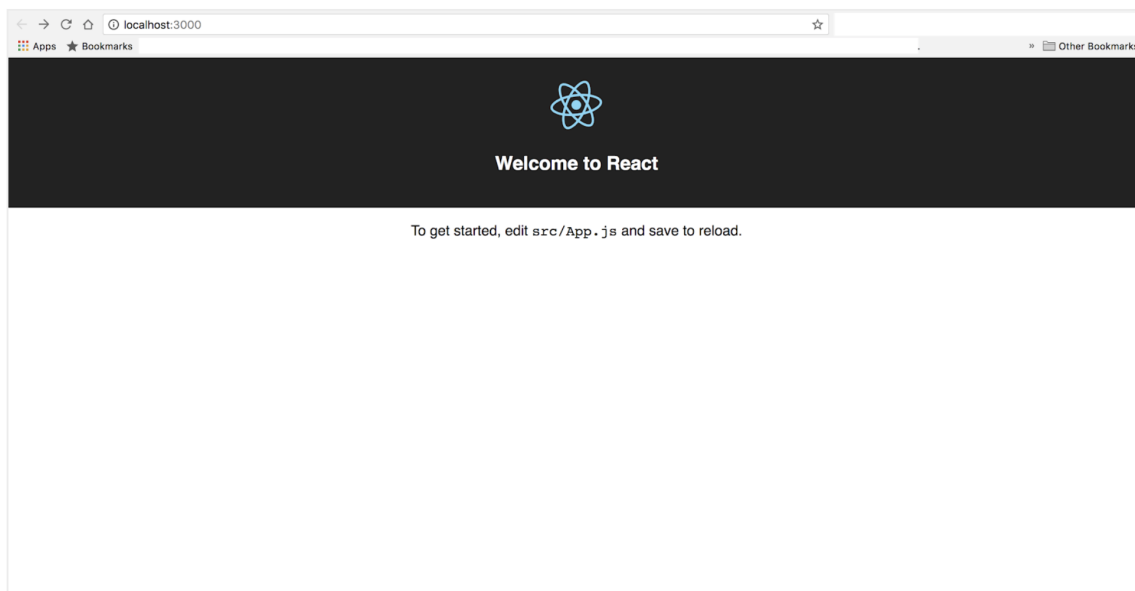 localhost:3000
Apps Bookmarks » Other Bookmarks
Welcome to React
To get started, edit src/App.js and save to reload.